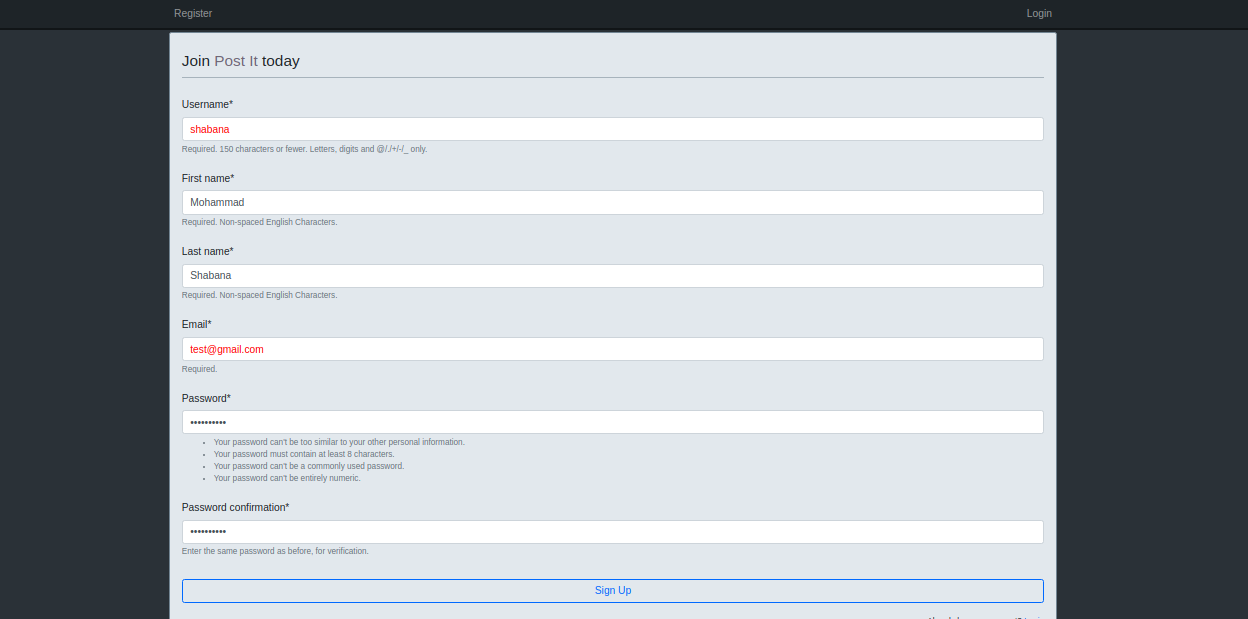 Register
Login
Join Post It today
Username*
shabana
Required. 150 characters or fewer. Letters, digits and @/./+/-/_ only.
First name*
Mohammad
Required. Non-spaced English Characters.
Last name*
Shabana
Required. Non-spaced English Characters.
Email*
test@gmail.com
Required.
Password*
••••••••••
• Your password can't be too similar to your other personal information.
• Your password must contain at least 8 characters.
• Your password can't be a commonly used password.
• Your password can't be entirely numeric.
Password confirmation*
••••••••••
Enter the same password as before, for verification.
Sign Up